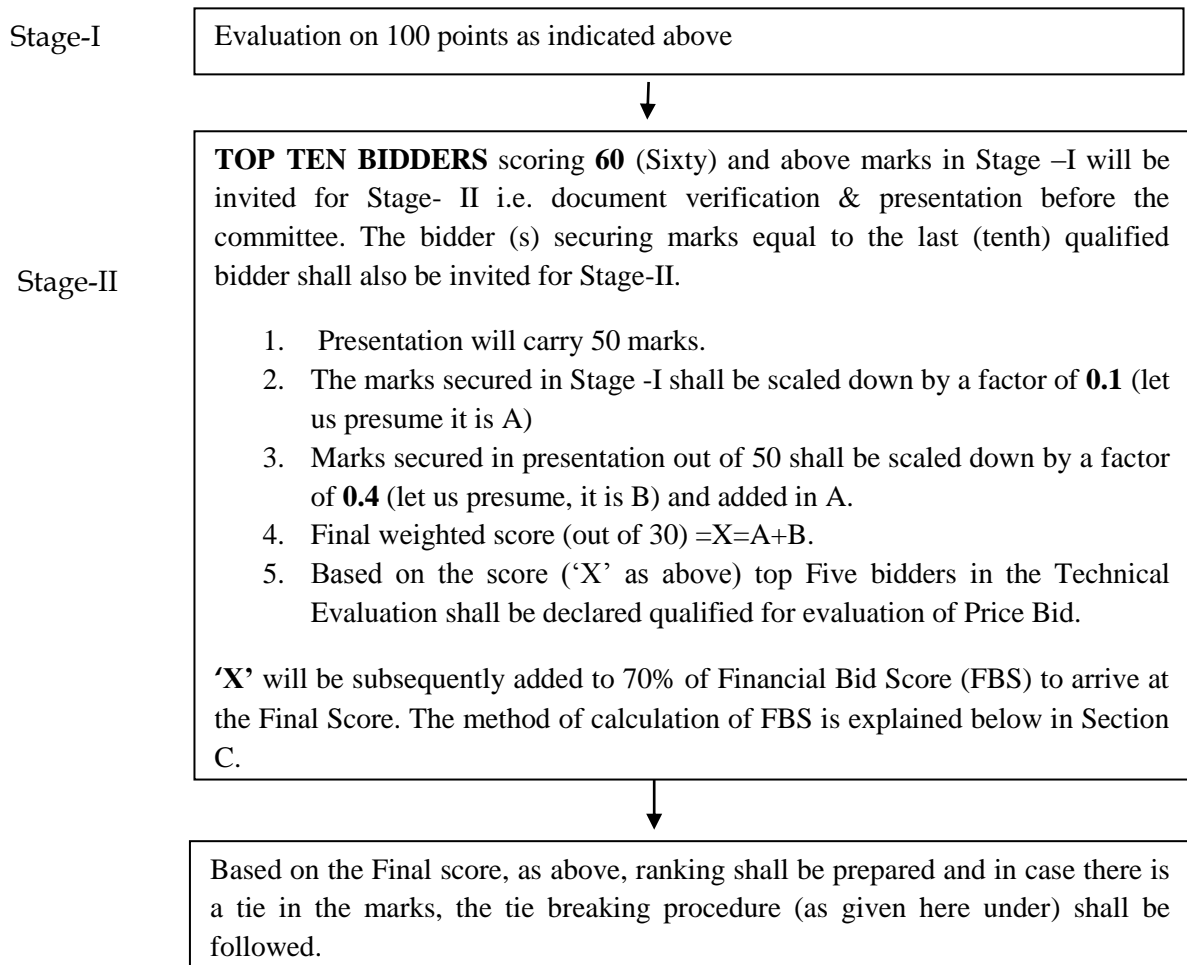 Stage-I
Evaluation on 100 points as indicated above
TOP TEN BIDDERS scoring 60 (Sixty) and above marks in Stage –I will be
invited for Stage- II i.e. document verification & presentation before the
committee. The bidder (s) securing marks equal to the last (tenth) qualified
bidder shall also be invited for Stage-II.
Stage-II
1. Presentation will carry 50 marks.
2. The marks secured in Stage -I shall be scaled down by a factor of 0.1 (let
us presume it is A)
3. Marks secured in presentation out of 50 shall be scaled down by a factor
of 0.4 (let us presume, it is B) and added in A.
4. Final weighted score (out of 30) =X=A+B.
5. Based on the score (‘X’ as above) top Five bidders in the Technical
Evaluation shall be declared qualified for evaluation of Price Bid.
‘X’ will be subsequently added to 70% of Financial Bid Score (FBS) to arrive at
the Final Score. The method of calculation of FBS is explained below in Section
C.
Based on the Final score, as above, ranking shall be prepared and in case there is
a tie in the marks, the tie breaking procedure (as given here under) shall be
followed.